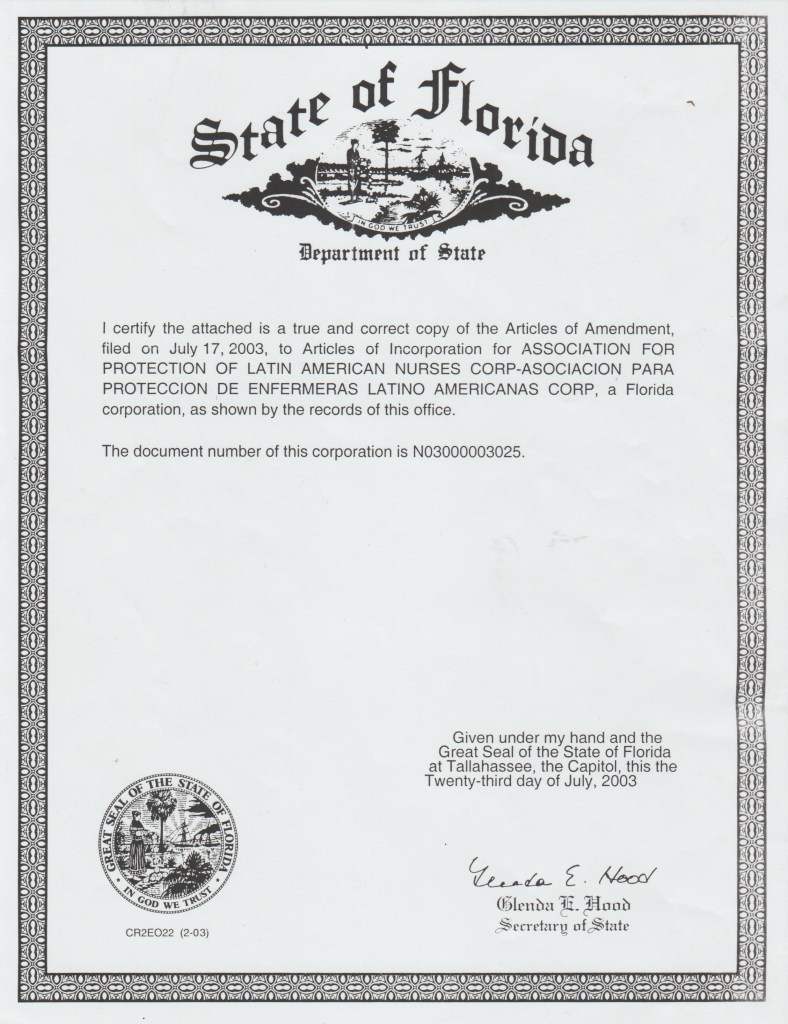 State of Florida
IN GOD WE TRUST
Department of State
I certify the attached is a true and correct copy of the Articles of Amendment,
filed on July 17, 2003, to Articles of Incorporation for ASSOCIATION FOR
PROTECTION OF LATIN AMERICAN NURSES CORP-ASOCIACION PARA
PROTECCION DE ENFERMERAS LATINO AMERICANAS CORP, a Florida
corporation, as shown by the records of this office.
The document number of this corporation is N03000003025.
Given under my hand and the
Great Seal of the State of Florida
at Tallahassee, the Capitol, this the
Twenty-third day of July, 2003
GREAT SEAL OF THE STATE OF FLORIDA
IN GOD WE TRUST
CR2EO22 (2-03)
Glenda E. Hood
Glenda E. Hood
Secretary of State